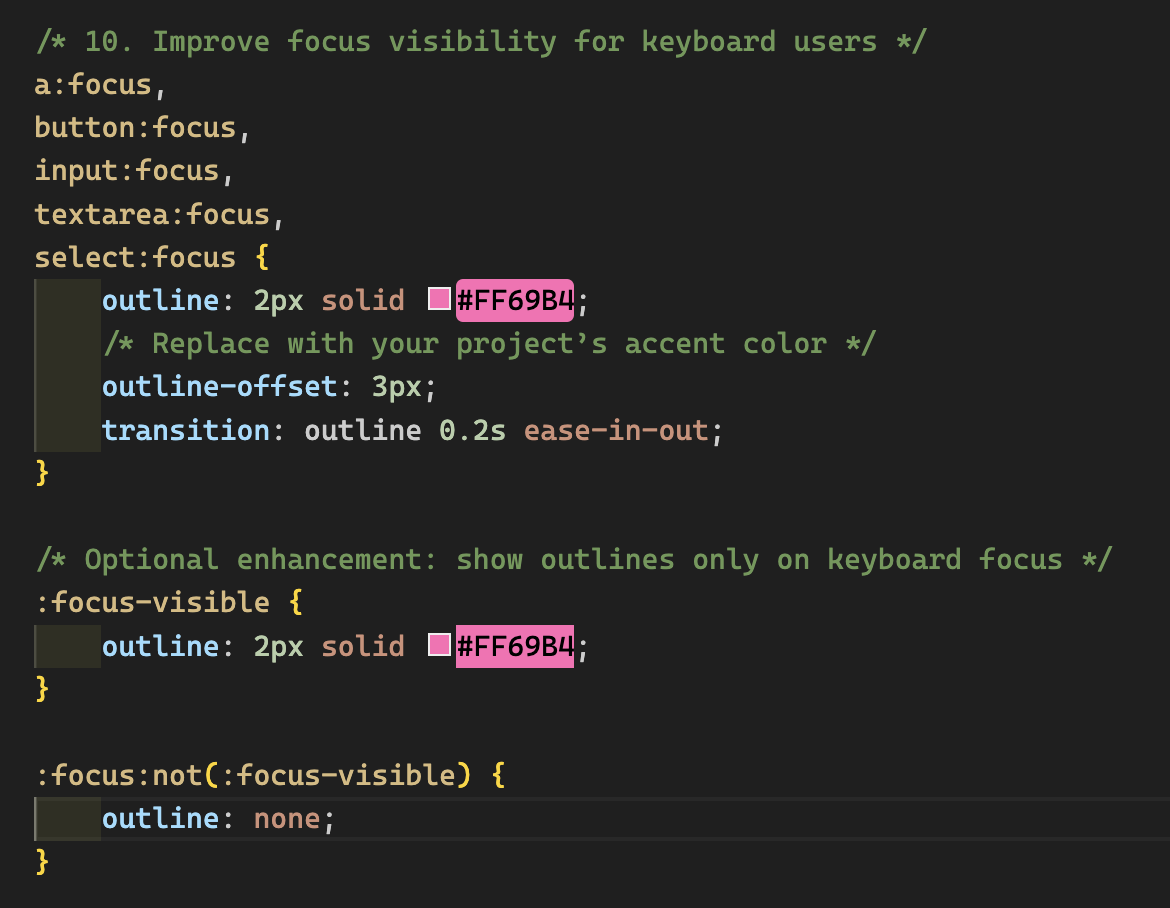 /* 10. Improve focus visibility for keyboard users */
a:focus,
button:focus,
input:focus,
textarea:focus,
select:focus {
    outline: 2px solid #FF69B4;
    /* Replace with your project’s accent color */
    outline-offset: 3px;
    transition: outline 0.2s ease-in-out;
}

/* Optional enhancement: show outlines only on keyboard focus */
:focus-visible {
    outline: 2px solid #FF69B4;
}

:focus:not(:focus-visible) {
    outline: none;
}